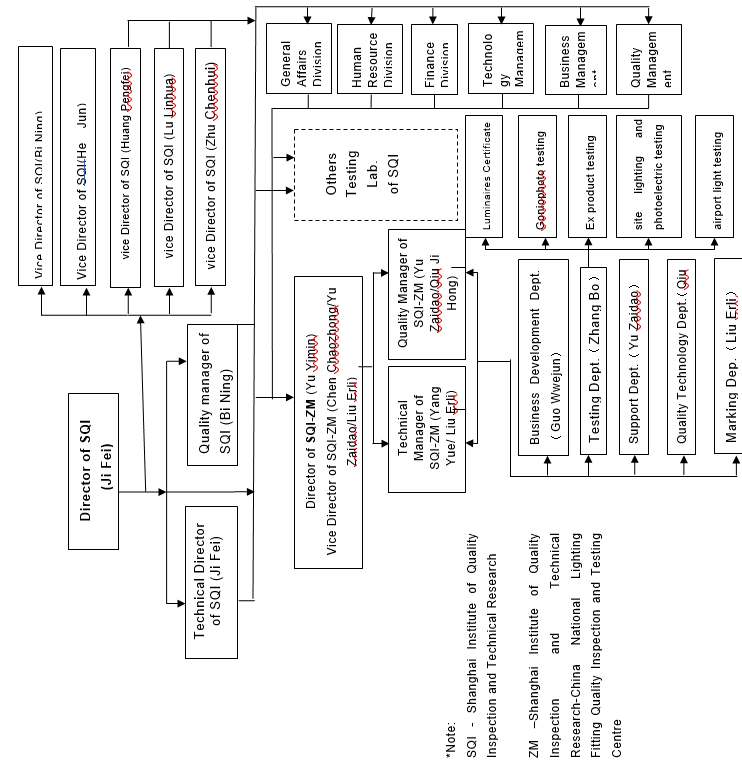 Director of SQI
(Ji Fei)
Vice Director of SQI(Bi Ning)
Vice Director of SQI(He Jun)
vice Director of SQI (Huang Pengfei)
vice Director of SQI (Lu Linhua)
vice Director of SQI (Zhu Chenhui)
Technical Director
of SQI (Ji Fei)
Quality manager of
SQI (Bi Ning)
General
Affairs
Division
Human
Resource
Division
Finance
Division
Technolo
gy
Managem
Business
Managem
Quality
Managem
ent
Others
Testing
Lab.
of SQI
Director of SQI-ZM (Yu Yimin)
Vice Director of SQI-ZM (Chen Chaozhong/Yu
Zaidao/Liu Erli)
Technical
Manager of
SQI-ZM (Yang
Yue/ Liu Erli)
Quality Manager of
SQI-ZM (Yu
Zaidao/Qiu Ji
Hong)
Business Development Dept.
( Guo Wwejun )
Testing Dept. ( Zhang Bo )
Support Dept. ( Yu Zaidao )
Quality Technology Dept.( Qiu
Marking Dep. ( Liu Erli )
Luminaires Certificate
Goniophoto testing
Ex product testing
site lighting and
photoelectric testing
airport light testing
*Note:
SQI - Shanghai Institute of Quality
Inspection and Technical Research
ZM –Shanghai Institute of Quality
Inspection and Technical
Research-China National Lighting
Fitting Quality Inspection and Testing
Centre